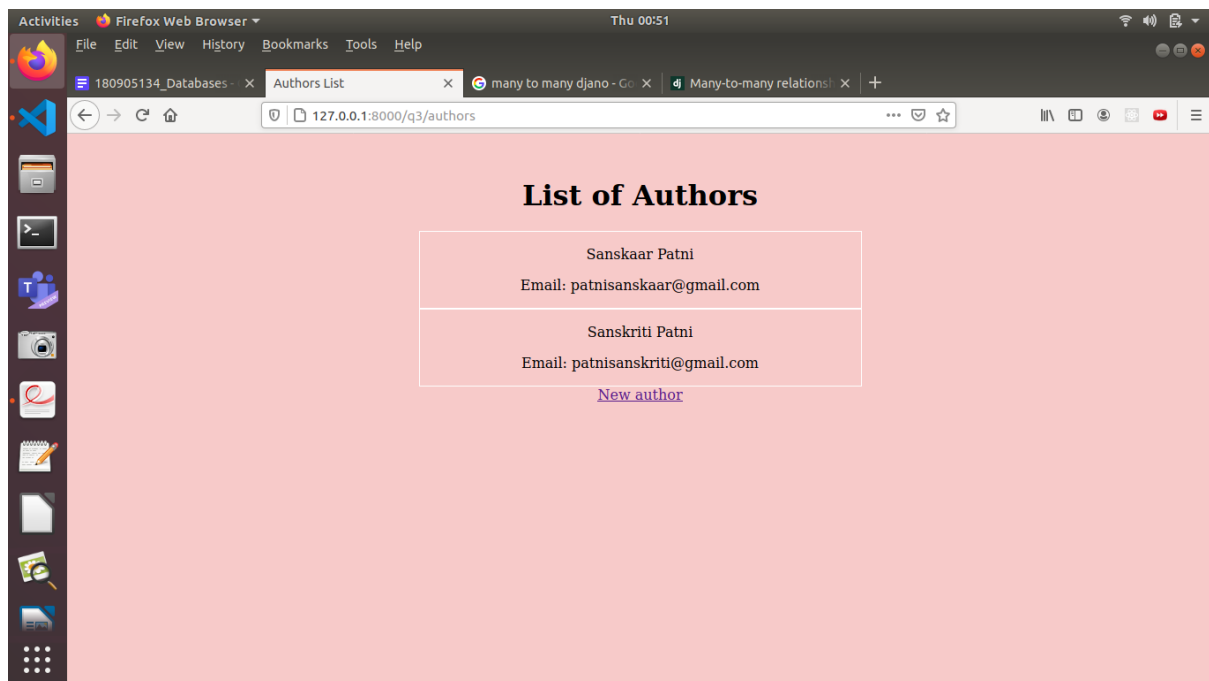 Activities Firefox Web Browser Thu 00:51
File Edit View History Bookmarks Tools Help
180905134_Databases - Authors List many to many djano - Go Many-to-many relationsh
127.0.0.1:8000/q3/authors
List of Authors
Sanskaar Patni
Email: patnisanskaar@gmail.com
Sanskriti Patni
Email: patnisanskriti@gmail.com
New author